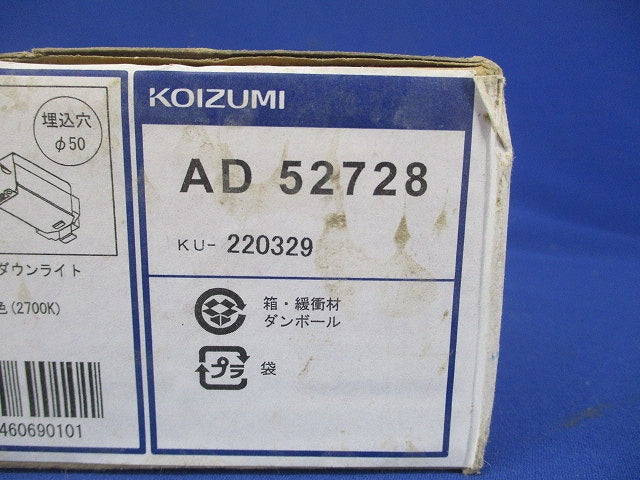 埋込穴
φ50
ダウンライト
色(2700K)
460690101
KOIZUMI
AD 52728
KU- 220329
箱・緩衝材
ダンボール
プラ
袋